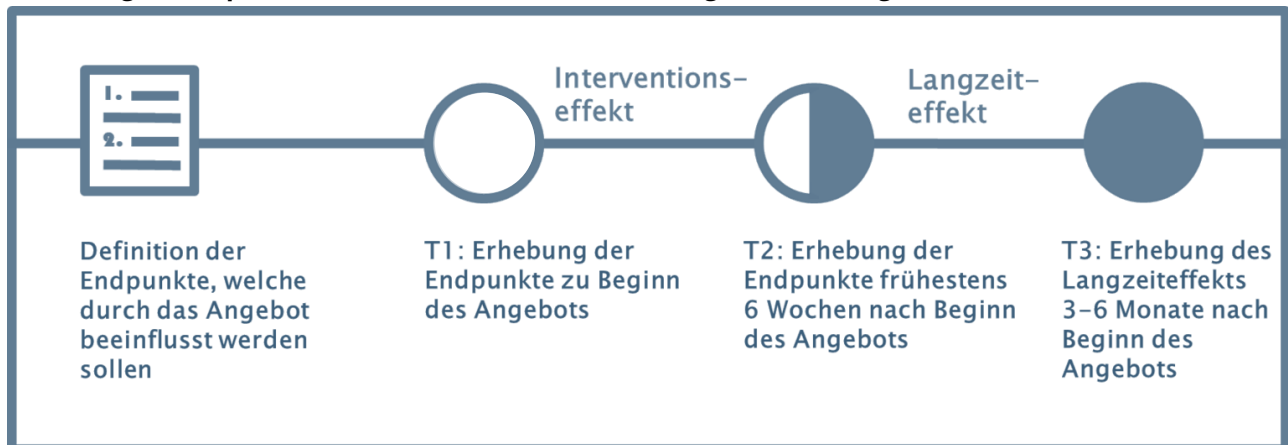 1.
2.
Interventions-
effekt
Langzeit-
effekt
Definition der
Endpunkte, welche
durch das Angebot
beeinflusst werden
sollen
T1: Erhebung der
Endpunkte zu Beginn
des Angebots
T2: Erhebung der
Endpunkte frühestens
6 Wochen nach Beginn
des Angebots
T3: Erhebung des
Langzeiteffekts
3–6 Monate nach
Beginn des
Angebots